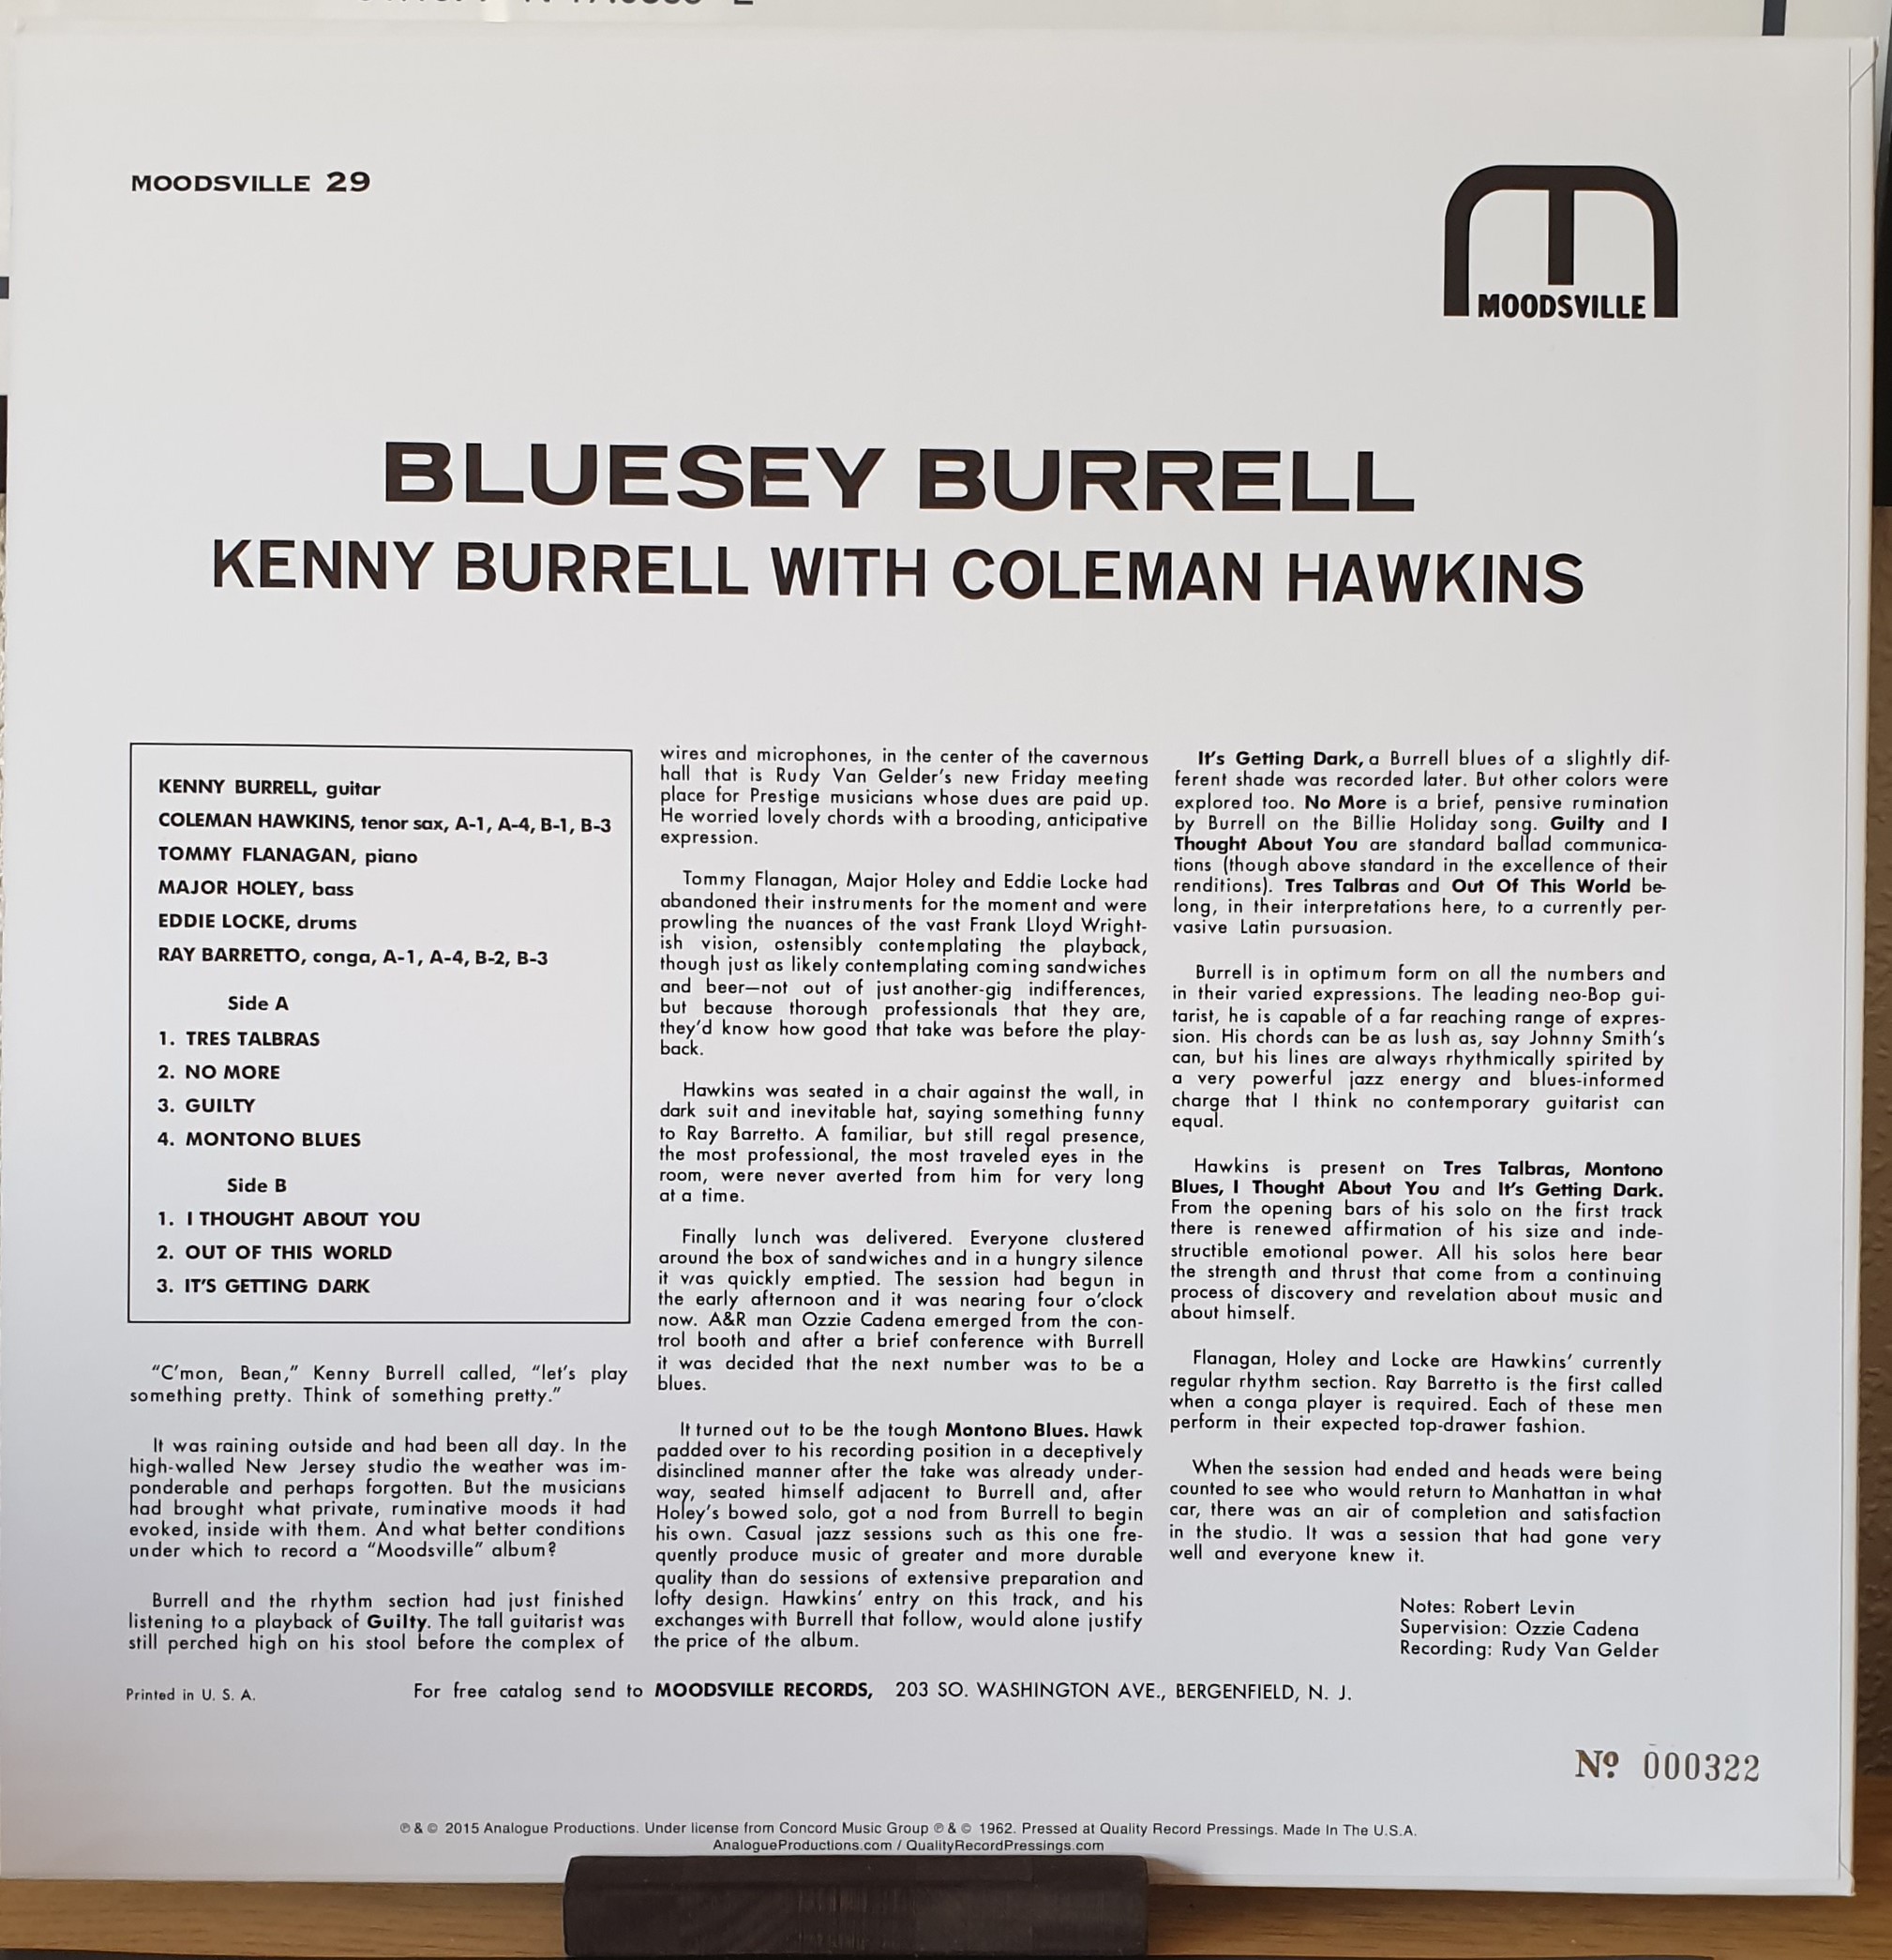 MOODSVILLE 29
MOODSVILLE
BLUESEY BURRELL
KENNY BURRELL WITH COLEMAN HAWKINS
KENNY BURRELL, guitar
COLEMAN HAWKINS, tenor sax, A-1, A-4, B-1, B-3
TOMMY FLANAGAN, piano
MAJOR HOLEY, bass
EDDIE LOCKE, drums
RAY BARRETTO, conga, A-1, A-4, B-2, B-3
Side A
1. TRES TALBRAS
2. NO MORE
3. GUILTY
4. MONTONO BLUES
Side B
1. I THOUGHT ABOUT YOU
2. OUT OF THIS WORLD
3. IT'S GETTING DARK
"C'mon, Bean," Kenny Burrell called, "let's play
something pretty. Think of something pretty."
It was raining outside and had been all day. In the
high-walled New Jersey studio the weather was im-
ponderable and perhaps forgotten. But the musicians
had brought what private, ruminative moods it had
evoked, inside with them. And what better conditions
under which to record a "Moodsville" album?
Burrell and the rhythm section had just finished
listening to a playback of Guilty. The tall guitarist was
still perched high on his stool before the complex of
wires and microphones, in the center of the cavernous
hall that is Rudy Van Gelder's new Friday meeting
place for Prestige musicians whose dues are paid up.
He worried lovely chords with a brooding, anticipative
expression.
Tommy Flanagan, Major Holey and Eddie Locke had
abandoned their instruments for the moment and were
prowling the nuances of the vast Frank Lloyd Wright-
ish vision, ostensibly contemplating the playback,
though just as likely contemplating coming sandwiches
and beer—not out of just another-gig indifferences,
but because thorough professionals that they are,
they'd know how good that take was before the play-
back.
Hawkins was seated in a chair against the wall, in
dark suit and inevitable hat, saying something funny
to Ray Barretto. A familiar, but still regal presence,
the most professional, the most traveled eyes in the
room, were never averted from him for very long
at a time.
Finally lunch was delivered. Everyone clustered
around the box of sandwiches and in a hungry silence
it was quickly emptied. The session had begun in
the early afternoon and it was nearing four o'clock
now. A&R man Ozzie Cadena emerged from the con-
trol booth and after a brief conference with Burrell
it was decided that the next number was to be a
blues.
It turned out to be the tough Montono Blues. Hawk
padded over to his recording position in a deceptively
disinclined manner after the take was already under-
way, seated himself adjacent to Burrell and, after
Holey's bowed solo, got a nod from Burrell to begin
his own. Casual jazz sessions such as this one fre-
quently produce music of greater and more durable
quality than do sessions of extensive preparation and
lofty design. Hawkins' entry on this track, and his
exchanges with Burrell that follow, would alone justify
the price of the album.
It's Getting Dark, a Burrell blues of a slightly dif-
ferent shade was recorded later. But other colors were
explored too. No More is a brief, pensive rumination
by Burrell on the Billie Holiday song. Guilty and I
Thought About You are standard ballad communica-
tions (though above standard in the excellence of their
renditions). Tres Talbras and Out Of This World be-
long, in their interpretations here, to a currently per-
vasive Latin pursuasion.
Burrell is in optimum form on all the numbers and
in their varied expressions. The leading neo-Bop gui-
tarist, he is capable of a far reaching range of expres-
sion. His chords can be as lush as, say Johnny Smith's
can, but his lines are always rhythmically spirited by
a very powerful jazz energy and blues-informed
charge that I think no contemporary guitarist can
equal.
Hawkins is present on Tres Talbras, Montono
Blues, I Thought About You and It's Getting Dark.
From the opening bars of his solo on the first track
there is renewed affirmation of his size and inde-
structible emotional power. All his solos here bear
the strength and thrust that come from a continuing
process of discovery and revelation about music and
about himself.
Flanagan, Holey and Locke are Hawkins' currently
regular rhythm section. Ray Barretto is the first called
when a conga player is required. Each of these men
perform in their expected top-drawer fashion.
When the session had ended and heads were being
counted to see who would return to Manhattan in what
car, there was an air of completion and satisfaction
in the studio. It was a session that had gone very
well and everyone knew it.
Notes: Robert Levin
Supervision: Ozzie Cadena
Recording: Rudy Van Gelder
Printed in U. S. A.
For free catalog send to MOODSVILLE RECORDS, 203 SO. WASHINGTON AVE., BERGENFIELD, N. J.
Nº 000322
℗ & © 2015 Analogue Productions. Under license from Concord Music Group ℗ & © 1962. Pressed at Quality Record Pressings. Made In The U.S.A.
AnalogueProductions.com / QualityRecordPressings.com